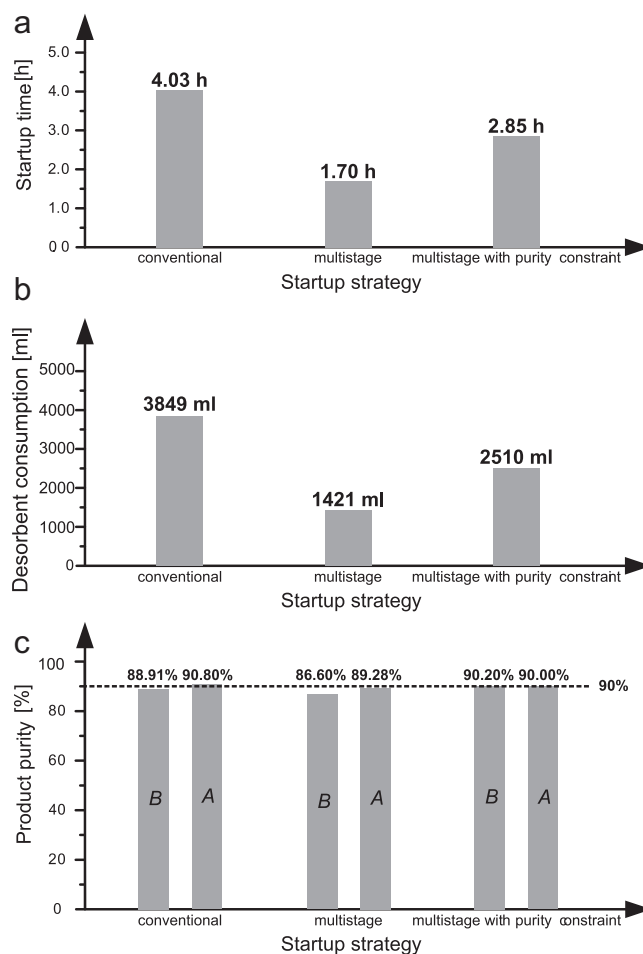 a
Startup time[h]
5.0
4.0
3.0
2.0
1.0
0 0
4.03 h
1.70 h
2.85 h
conventional multistage multistage with purity constraint
Startup strategy
b
Desorbent consumption [ml]
5000
4000
3000
2000
1000
0
3849 ml
1421 ml
2510 ml
conventional multistage multistage with purity constraint
Startup strategy
c
Product purity [%]
100
80
60
40
20
0
88.91% 90.80% 86.60% 89.28% 90.20% 90.00%
90%
B A B A B A
conventional multistage multistage with purity constraint
Startup strategy